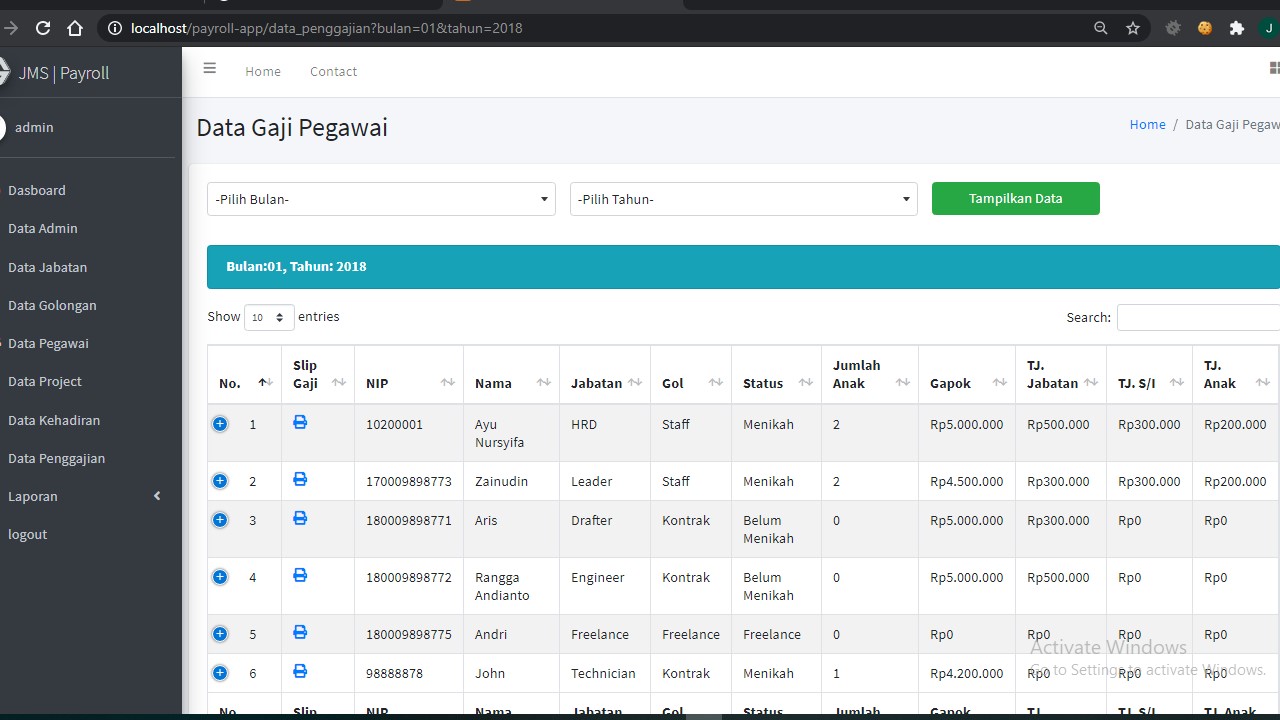 localhost/payroll-app/data_penggajian?bulan=01&tahun=2018
J
JMS | Payroll
Home Contact
admin
Data Gaji Pegawai
Home / Data Gaji Pegaw
Dasboard
Data Admin
Data Jabatan
Data Golongan
Data Pegawai
Data Project
Data Kehadiran
Data Penggajian
Laporan
logout
-Pilih Bulan- -Pilih Tahun- Tampilkan Data
Bulan:01, Tahun: 2018
Show 10 entries Search:
No. Slip Gaji NIP Nama Jabatan Gol Status Jumlah Anak Gapok TJ. Jabatan TJ. S/I TJ. Anak
1 10200001 Ayu Nursyifa HRD Staff Menikah 2 Rp5.000.000 Rp500.000 Rp300.000 Rp200.000
2 170009898773 Zainudin Leader Staff Menikah 2 Rp4.500.000 Rp300.000 Rp300.000 Rp200.000
3 180009898771 Aris Drafter Kontrak Belum Menikah 0 Rp5.000.000 Rp300.000 Rp0 Rp0
4 180009898772 Rangga Andianto Engineer Kontrak Belum Menikah 0 Rp5.000.000 Rp500.000 Rp0 Rp0
5 180009898775 Andri Freelance Freelance Freelance 0 Rp0 Rp0 Rp0 Rp0
6 98888878 John Technician Kontrak Menikah 1 Rp4.200.000 Rp0 Rp0 Rp0
No. Slip NIP Nama Jabatan Gol Status Jumlah Gapok TJ. TJ. S/I TJ. Anak
Activate Windows
Go to Settings to activate Windows.